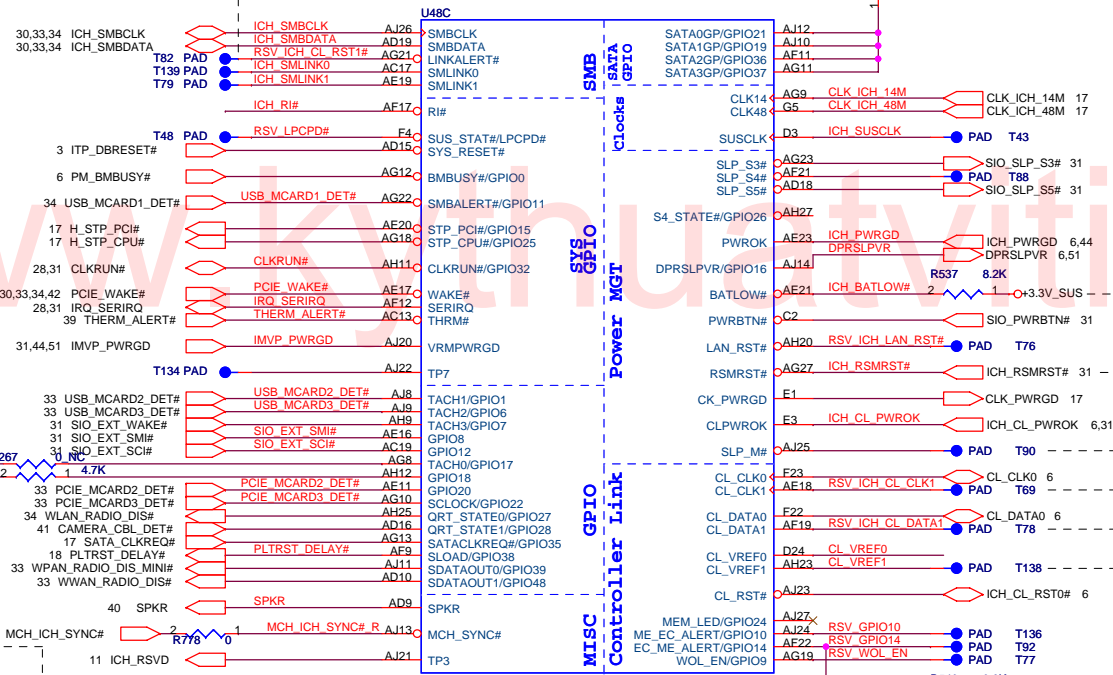 U48C
30,33,34 ICH_SMBCLK ICH_SMBCLK AJ26 SMBCLK
30,33,34 ICH_SMBDATA ICH_SMBDATA AD19 SMBDATA
T82 PAD RSV_ICH_CL_RST1# AG21 LINKALERT#
T139 PAD ICH_SMLINK0 AC17 SMLINK0
T79 PAD ICH_SMLINK1 AE19 SMLINK1
ICH_RI# AF17 RI#
T48 PAD RSV_LPCPD# F4 SUS_STAT#/LPCPD#
3 ITP_DBRESET# AD15 SYS_RESET#
6 PM_BMBUSY# AG12 BMBUSY#/GPIO0
34 USB_MCARD1_DET# USB_MCARD1_DET# AG22 SMBALERT#/GPIO11
17 H_STP_PCI# AE20 STP_PCI#/GPIO15
17 H_STP_CPU# AG18 STP_CPU#/GPIO25
28,31 CLKRUN# CLKRUN# AH11 CLKRUN#/GPIO32
30,33,34,42 PCIE_WAKE# PCIE_WAKE# AE17 WAKE#
28,31 IRQ_SERIRQ IRQ_SERIRQ AF12 SERIRQ
39 THERM_ALERT# THERM_ALERT# AC13 THRM#
31,44,51 IMVP_PWRGD IMVP_PWRGD AJ20 VRMPWRGD
T134 PAD AJ22 TP7
33 USB_MCARD2_DET# USB_MCARD2_DET# AJ8 TACH1/GPIO1
33 USB_MCARD3_DET# USB_MCARD3_DET# AJ9 TACH2/GPIO6
31 SIO_EXT_WAKE# AH9 TACH3/GPIO7
31 SIO_EXT_SMI# SIO_EXT_SMI# AE16 GPIO8
31 SIO_EXT_SCI# SIO_EXT_SCI# AC19 GPIO12
267 0_NC AG8 TACH0/GPIO17
2 1 4.7K AH12 GPIO18
33 PCIE_MCARD2_DET# PCIE_MCARD2_DET# AE11 GPIO20
33 PCIE_MCARD3_DET# PCIE_MCARD3_DET# AG10 SCLOCK/GPIO22
34 WLAN_RADIO_DIS# AH25 QRT_STATE0/GPIO27
41 CAMERA_CBL_DET# AD16 QRT_STATE1/GPIO28
17 SATA_CLKREQ# AG13 SATACLKREQ#/GPIO35
18 PLTRST_DELAY# PLTRST_DELAY# AF9 SLOAD/GPIO38
33 WPAN_RADIO_DIS_MINI# AJ11 SDATAOUT0/GPIO39
33 WWAN_RADIO_DIS# AD10 SDATAOUT1/GPIO48
40 SPKR SPKR AD9 SPKR
MCH_ICH_SYNC# 2 R778 0 1 MCH_ICH_SYNC#_R AJ13 MCH_SYNC#
11 ICH_RSVD AJ21 TP3
SMB
SYS GPIO
GPIO
MISC
SATA GPIO
Clocks
Power MGT
Controller Link
1
SATA0GP/GPIO21 AJ12
SATA1GP/GPIO19 AJ10
SATA2GP/GPIO36 AF11
SATA3GP/GPIO37 AG11
CLK14 AG9 CLK_ICH_14M CLK_ICH_14M 17
CLK48 G5 CLK_ICH_48M CLK_ICH_48M 17
SUSCLK D3 ICH_SUSCLK PAD T43
SLP_S3# AG23 SIO_SLP_S3# 31
SLP_S4# AF21 PAD T88
SLP_S5# AD18 SIO_SLP_S5# 31
S4_STATE#/GPIO26 AH27
PWROK AE23 ICH_PWRGD ICH_PWRGD 6,44
DPRSLPVR DPRSLPVR 6,51
DPRSLPVR/GPIO16 AJ14
R537 8.2K
BATLOW# AE21 ICH_BATLOW# 2 1 +3.3V_SUS
PWRBTN# C2 SIO_PWRBTN# 31
LAN_RST# AH20 RSV_ICH_LAN_RST# PAD T76
RSMRST# AG27 ICH_RSMRST# ICH_RSMRST# 31
CK_PWRGD E1 CLK_PWRGD 17
CLPWROK E3 ICH_CL_PWROK ICH_CL_PWROK 6,31
SLP_M# AJ25 PAD T90
CL_CLK0 F23 CL_CLK0 6
CL_CLK1 AE18 RSV_ICH_CL_CLK1 PAD T69
CL_DATA0 F22 CL_DATA0 6
CL_DATA1 AF19 RSV_ICH_CL_DATA1 PAD T78
CL_VREF0 D24 CL_VREF0
CL_VREF1 AH23 CL_VREF1 PAD T138
CL_RST# AJ23 ICH_CL_RST0# 6
MEM_LED/GPIO24 AJ27
ME_EC_ALERT/GPIO10 AJ24 RSV_GPIO10 PAD T136
EC_ME_ALERT/GPIO14 AF22 RSV_GPIO14 PAD T92
WOL_EN/GPIO9 AG19 RSV_WOL_EN PAD T77
w.kythuatviti